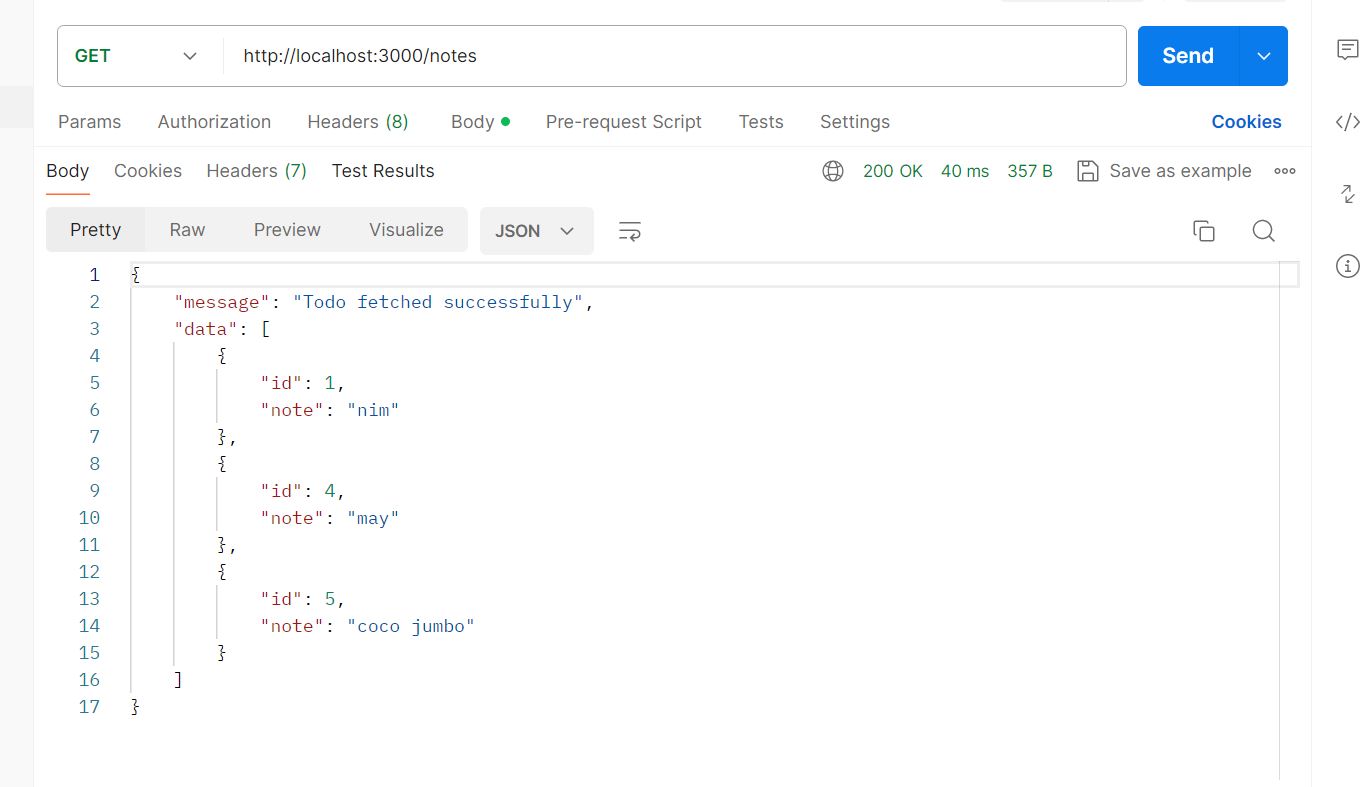 GET http://localhost:3000/notes Send
Params Authorization Headers (8) Body Pre-request Script Tests Settings Cookies
Body Cookies Headers (7) Test Results 200 OK 40 ms 357 B Save as example
Pretty Raw Preview Visualize JSON
1 {
2 "message": "Todo fetched successfully",
3 "data": [
4 {
5 "id": 1,
6 "note": "nim"
7 },
8 {
9 "id": 4,
10 "note": "may"
11 },
12 {
13 "id": 5,
14 "note": "coco jumbo"
15 }
16 ]
17 }